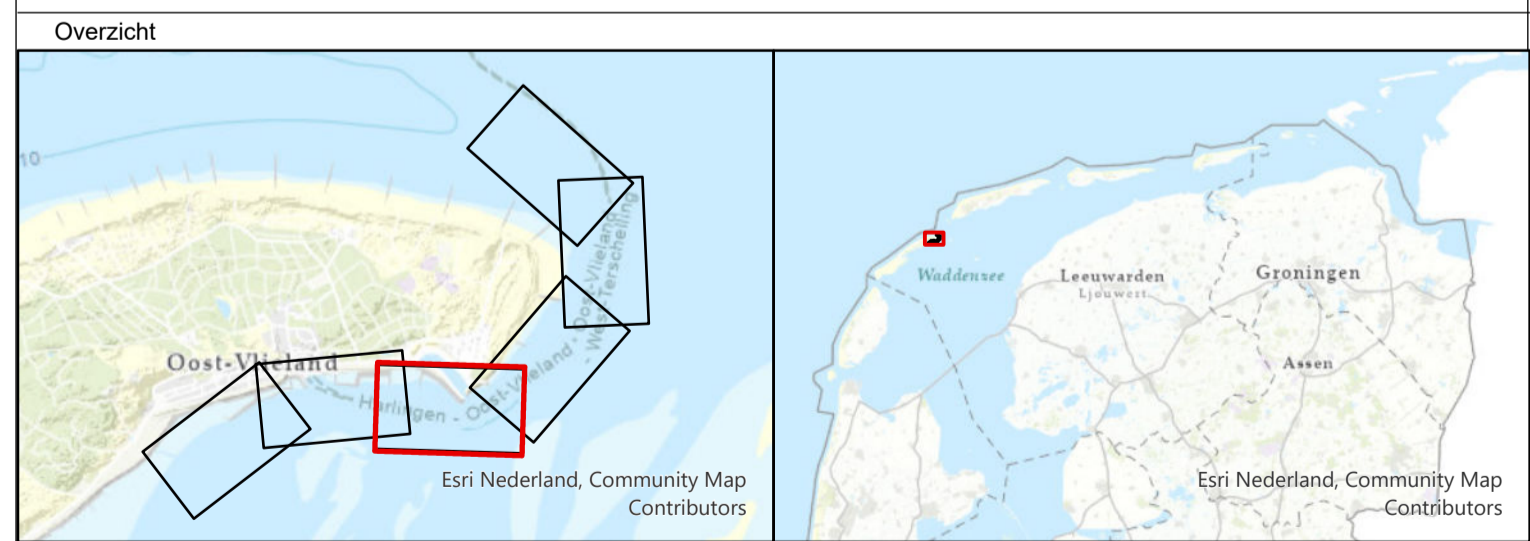 Overzicht
10
Oost-Vlieland
Harlingen - Oost-Vlieland - Oost-Vlieland
- West-Terschelling
Esri Nederland, Community Map
Contributors
Waddenzee
Leeuwarden
Ljouwert
Groningen
Assen
Esri Nederland, Community Map
Contributors